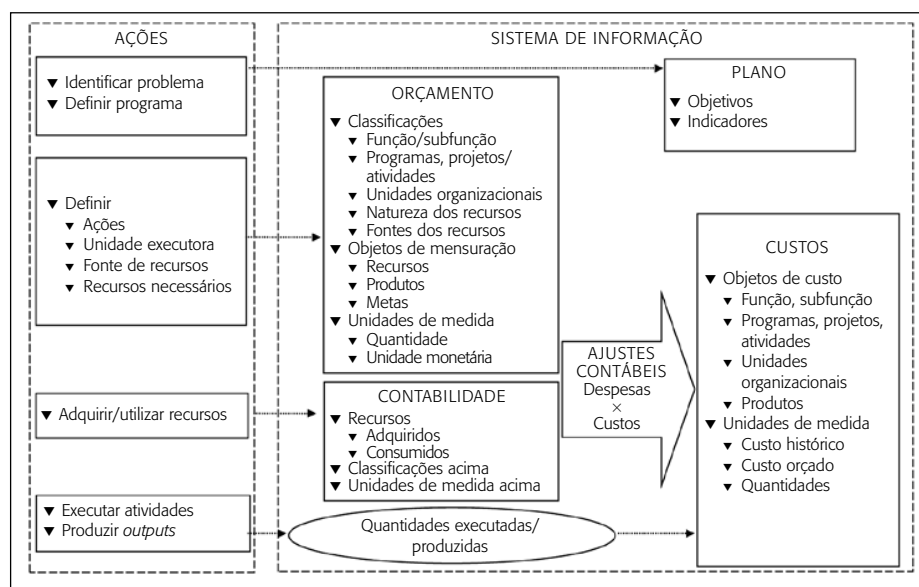 AÇÕES
▼ Identificar problema
▼ Definir programa
▼ Definir
▼ Ações
▼ Unidade executora
▼ Fonte de recursos
▼ Recursos necessários
▼ Adquirir/utilizar recursos
▼ Executar atividades
▼ Produzir outputs
SISTEMA DE INFORMAÇÃO
ORÇAMENTO
▼ Classificações
▼ Função/subfunção
▼ Programas, projetos/
atividades
▼ Unidades organizacionais
▼ Natureza dos recursos
▼ Fontes dos recursos
▼ Objetos de mensuração
▼ Recursos
▼ Produtos
▼ Metas
▼ Unidades de medida
▼ Quantidade
▼ Unidade monetária
CONTABILIDADE
▼ Recursos
▼ Adquiridos
▼ Consumidos
▼ Classificações acima
▼ Unidades de medida acima
Quantidades executadas/
produzidas
AJUSTES
CONTÁBEIS
Despesas
×
Custos
PLANO
▼ Objetivos
▼ Indicadores
CUSTOS
▼ Objetos de custo
▼ Função, subfunção
▼ Programas, projetos,
atividades
▼ Unidades
organizacionais
▼ Produtos
▼ Unidades de medida
▼ Custo histórico
▼ Custo orçado
▼ Quantidades